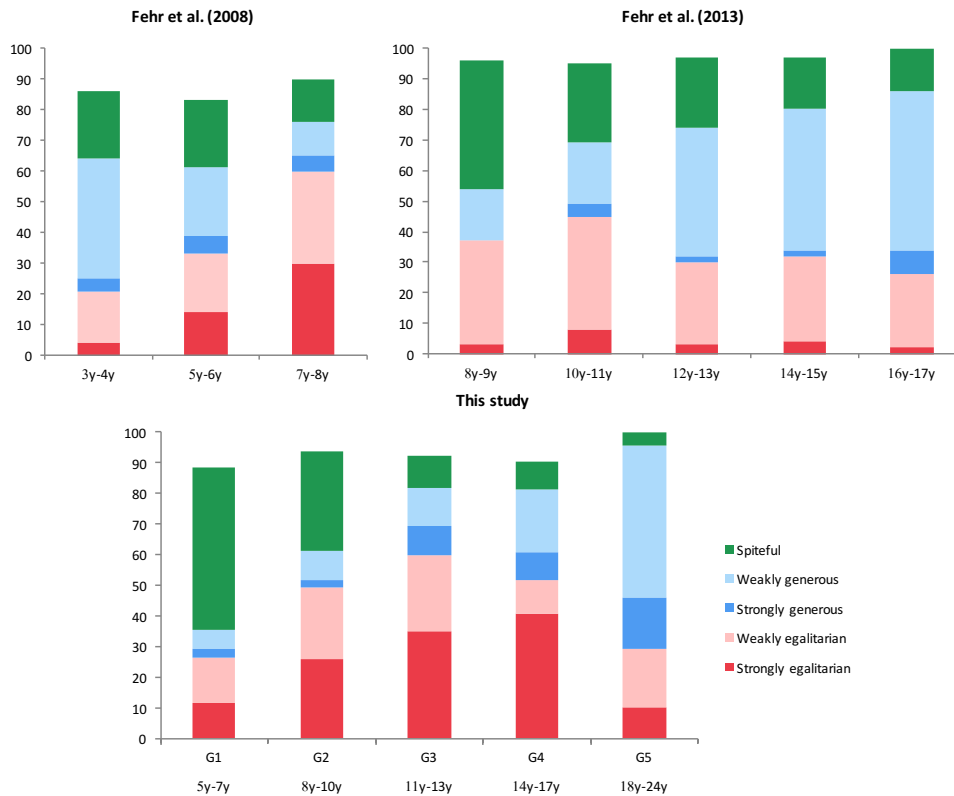 Fehr et al. (2008)
Fehr et al. (2013)
100
90
80
70
60
50
40
30
20
10
0
3y-4y
5y-6y
7y-8y
100
90
80
70
60
50
40
30
20
10
0
8y-9y
10y-11y
12y-13y
14y-15y
16y-17y
This study
100
90
80
70
60
50
40
30
20
10
0
G1
G2
G3
G4
G5
5y-7y
8y-10y
11y-13y
14y-17y
18y-24y
Spiteful
Weakly generous
Strongly generous
Weakly egalitarian
Strongly egalitarian